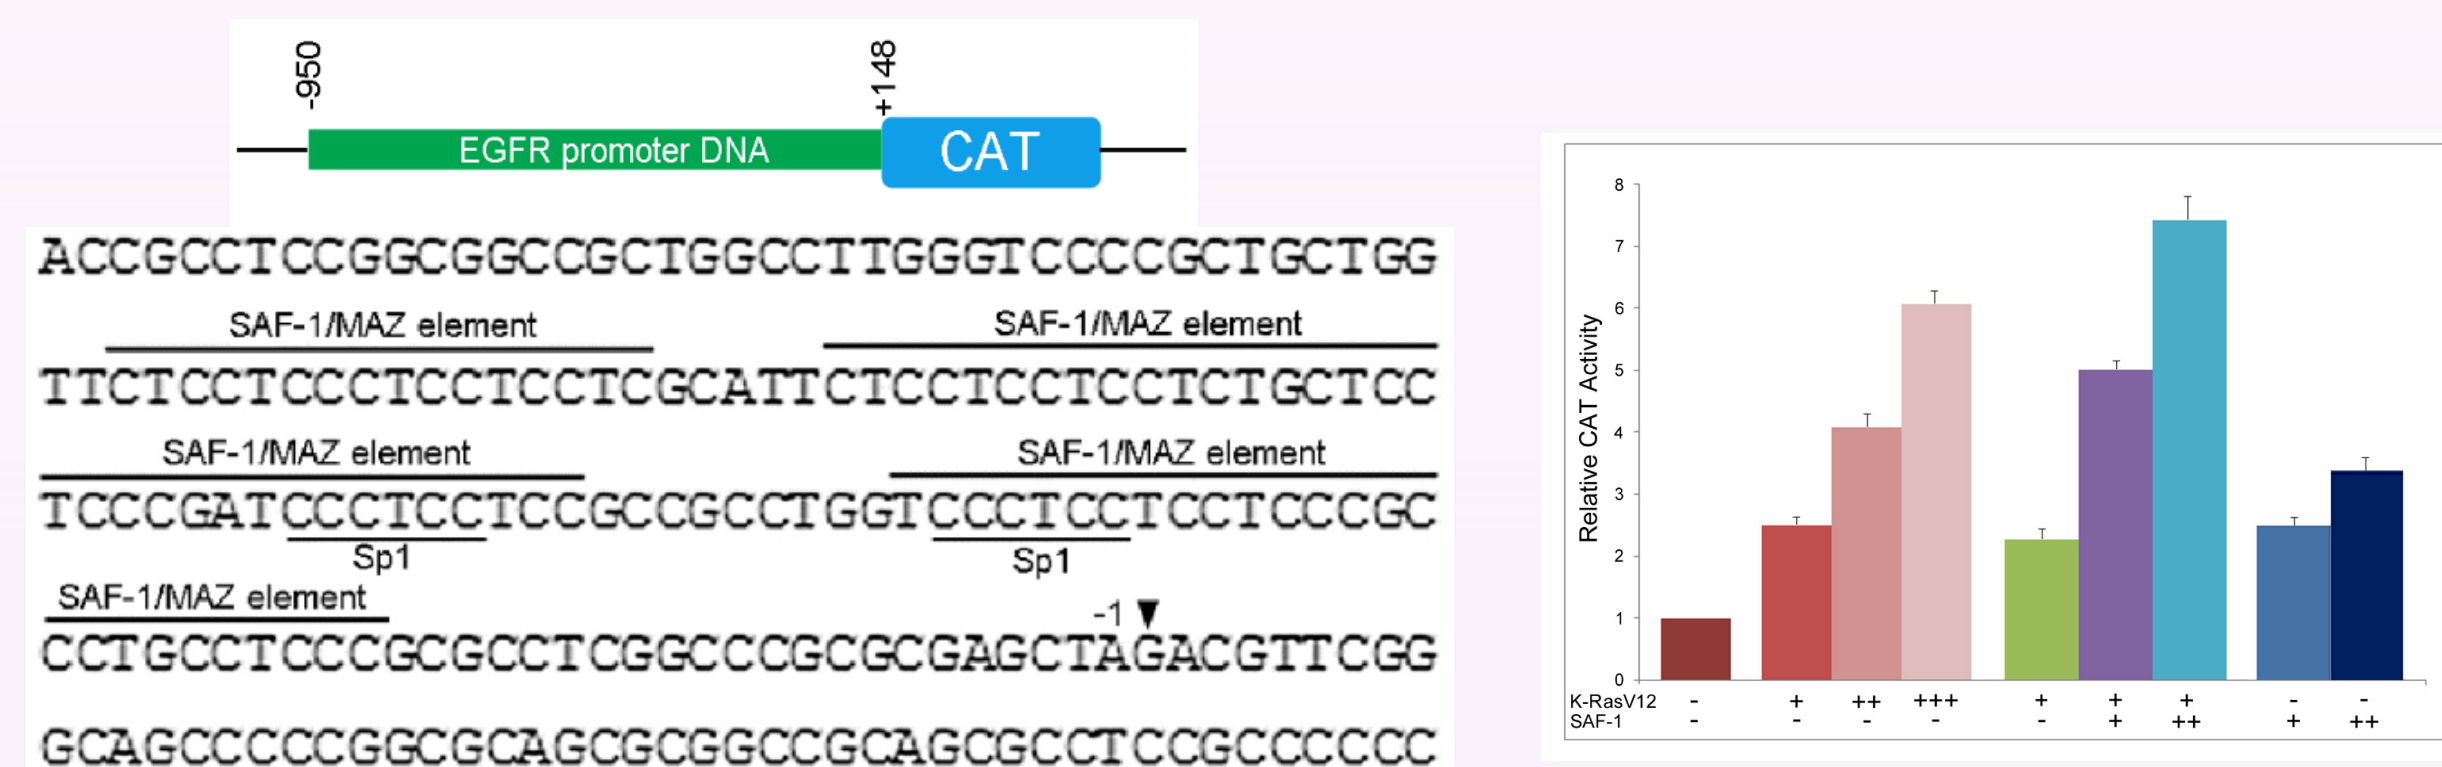 -950
+148
EGFR promoter DNA
CAT
ACCGCCTCCGGCGGCCGCTGGCCTTGGGTCCCCGCTGCTGG
SAF-1/MAZ element SAF-1/MAZ element
TTCTCCTCCCTCCTCCTCGCATTCTCCTCCTCCTCTGCTCC
SAF-1/MAZ element SAF-1/MAZ element
TCCCGATCCCTCCTCCGCCGCCTGGTCCCTCCTCCTCCCGC
Sp1 Sp1
SAF-1/MAZ element -1 ▼
CCTGCCTCCCGCGCCTCGGCCCGCGCGAGCTAGACGTTCGG
GCAGCCCCCGGCGCAGCGCGGCCGCAGCGCCTCCGCCCCCC
Relative CAT Activity
8
7
6
5
4
3
2
1
0
K-RasV12 - + ++ +++ + + + - -
SAF-1 - - - - - + ++ + ++